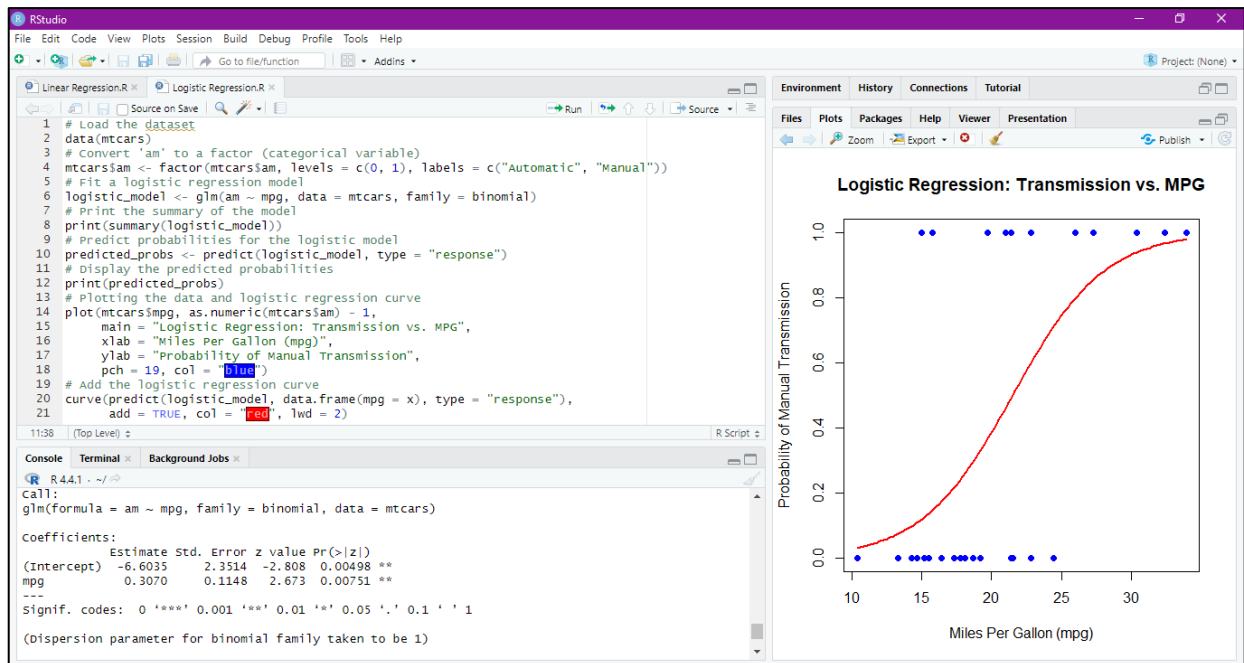 RStudio
File Edit Code View Plots Session Build Debug Profile Tools Help
Go to file/function
Addins
Project: (None)
Linear Regression.R
Logistic Regression.R
Source on Save
Run
Source
1 # Load the dataset
2 data(mtcars)
3 # Convert 'am' to a factor (categorical variable)
4 mtcars$am <- factor(mtcars$am, levels = c(0, 1), labels = c("Automatic", "Manual"))
5 # Fit a logistic regression model
6 logistic_model <- glm(am ~ mpg, data = mtcars, family = binomial)
7 # Print the summary of the model
8 print(summary(logistic_model))
9 # Predict probabilities for the logistic model
10 predicted_probs <- predict(logistic_model, type = "response")
11 # Display the predicted probabilities
12 print(predicted_probs)
13 # Plotting the data and logistic regression curve
14 plot(mtcars$mpg, as.numeric(mtcars$am) - 1,
15 main = "Logistic Regression: Transmission vs. MPG",
16 xlab = "Miles Per Gallon (mpg)",
17 ylab = "Probability of Manual Transmission",
18 pch = 19, col = "blue")
19 # Add the logistic regression curve
20 curve(predict(logistic_model, data.frame(mpg = x), type = "response"),
21 add = TRUE, col = "red", lwd = 2)
11:38 (Top Level) R Script
Console Terminal Background Jobs
R R 4.4.1 · ~/
Call:
glm(formula = am ~ mpg, family = binomial, data = mtcars)
Coefficients:
Estimate Std. Error z value Pr(>|z|)
(Intercept) -6.6035 2.3514 -2.808 0.00498 **
mpg 0.3070 0.1148 2.673 0.00751 **
---
Signif. codes: 0 '***' 0.001 '**' 0.01 '*' 0.05 '.' 0.1 ' ' 1
(Dispersion parameter for binomial family taken to be 1)
Environment History Connections Tutorial
Files Plots Packages Help Viewer Presentation
Zoom Export Publish
Logistic Regression: Transmission vs. MPG
Probability of Manual Transmission
1.0
0.8
0.6
0.4
0.2
0.0
10 15 20 25 30
Miles Per Gallon (mpg)